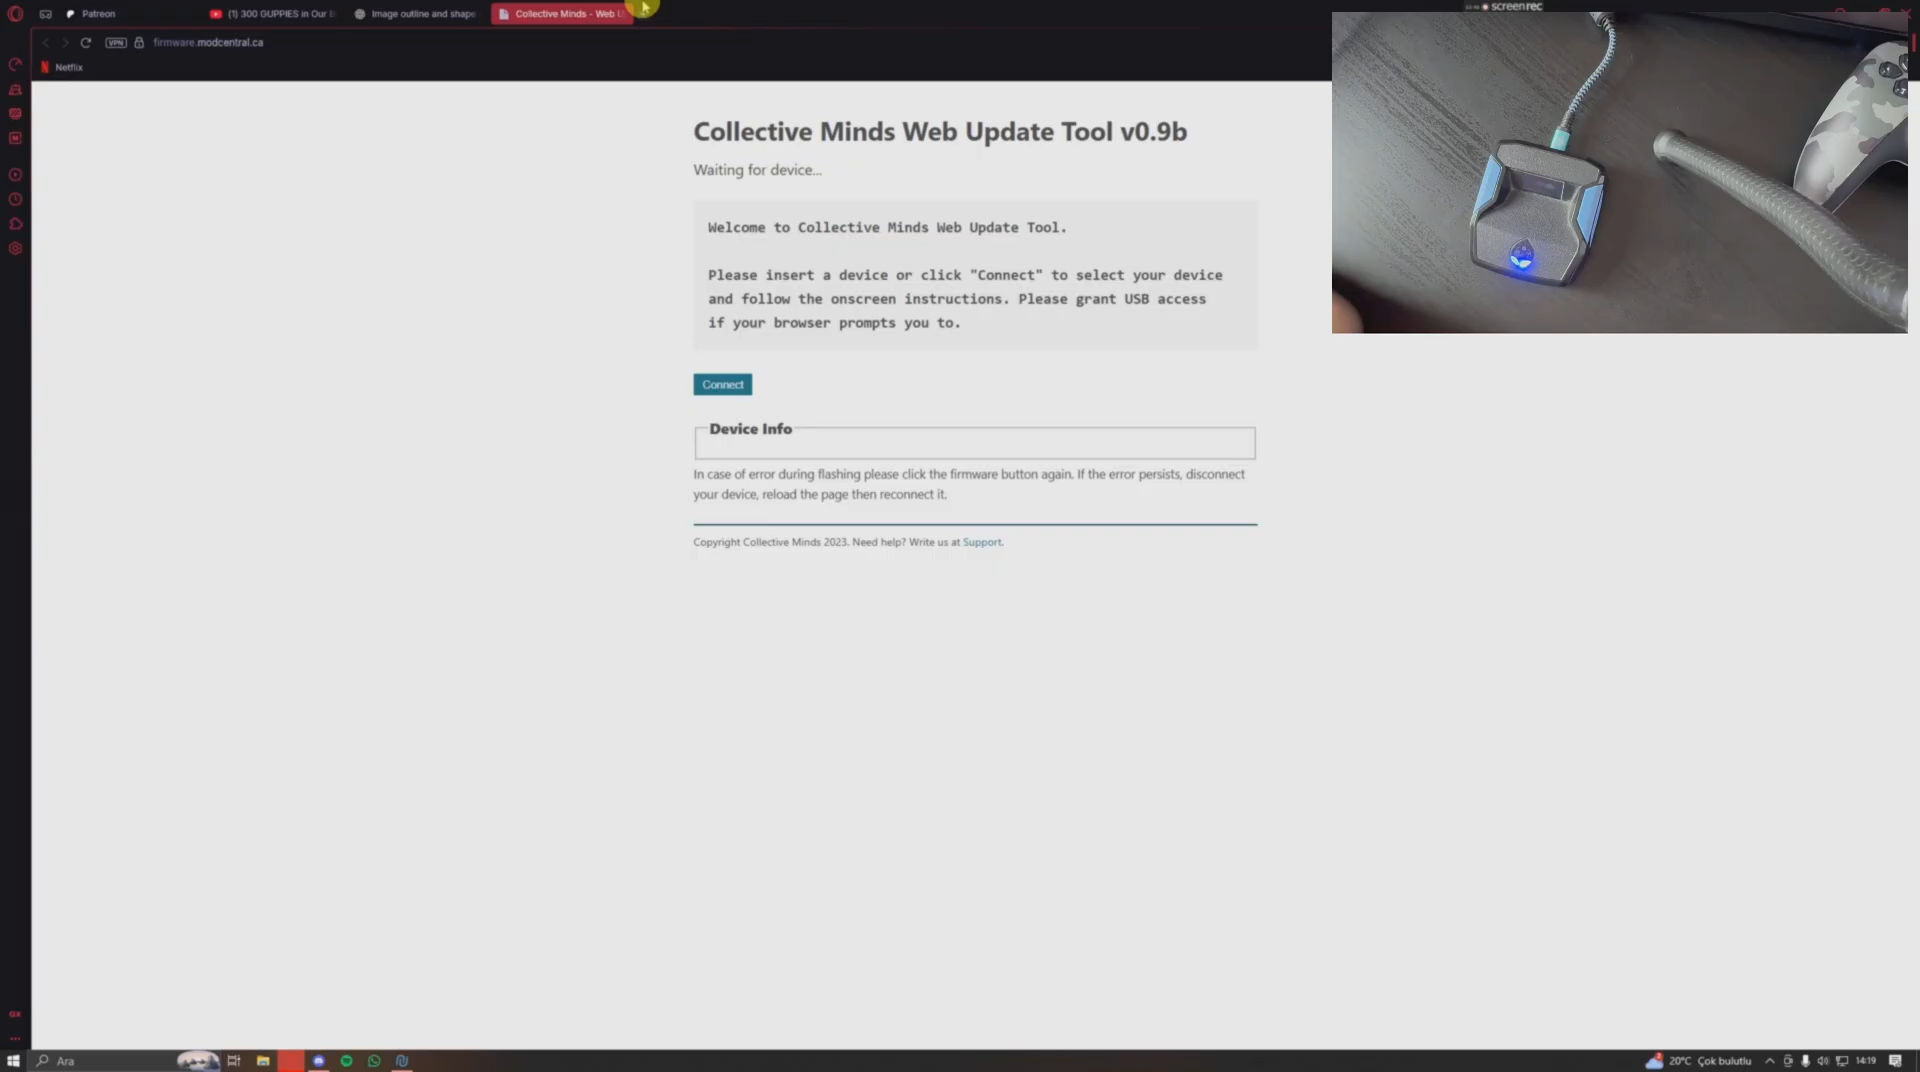 screenrec
Patreon
(1) 300 GUPPIES in Our
Image outline and shape
Collective Minds - Web U
VPN
firmware.modcentral.ca
Netflix
Collective Minds Web Update Tool v0.9b
Waiting for device...
Welcome to Collective Minds Web Update Tool.
Please insert a device or click "Connect" to select your device
and follow the onscreen instructions. Please grant USB access
if your browser prompts you to.
Connect
Device Info
In case of error during flashing please click the firmware button again. If the error persists, disconnect
your device, reload the page then reconnect it.
Copyright Collective Minds 2023. Need help? Write us at Support.
Ara
20°C Çok bulutlu
14:19